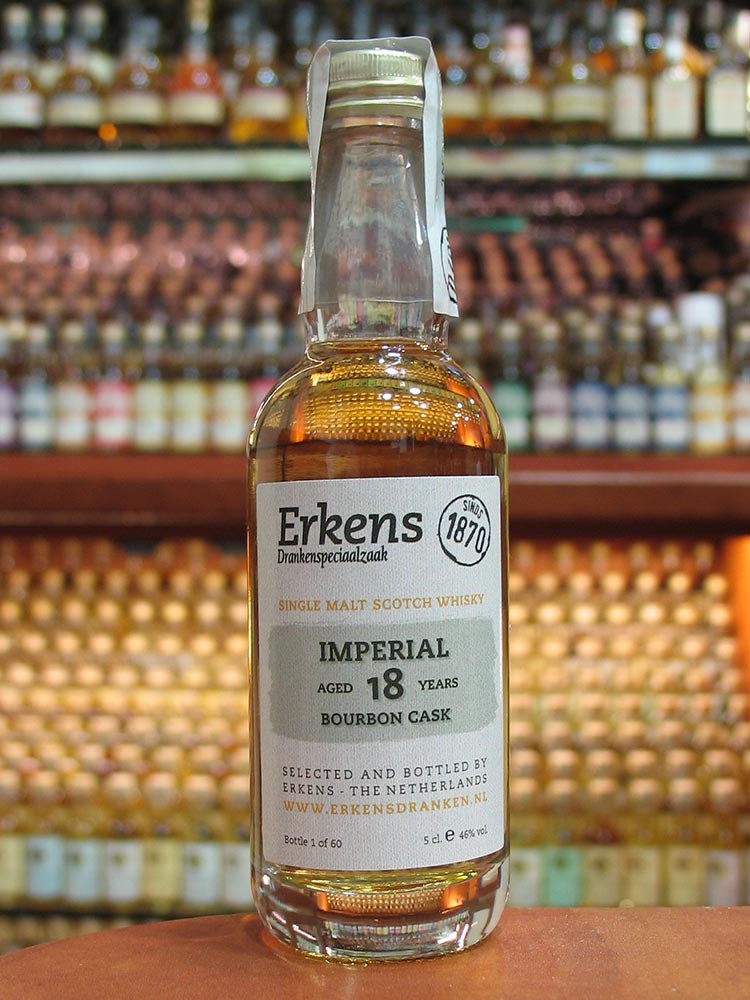 Erkens
Drankenspeciaalzaak
SINDS
1870
SINGLE MALT SCOTCH WHISKY
IMPERIAL
AGED 18 YEARS
BOURBON CASK
SELECTED AND BOTTLED BY
ERKENS - THE NETHERLANDS
WWW.ERKENSDRANKEN.NL
Bottle 1 of 60
5 cl. e 46% vol.